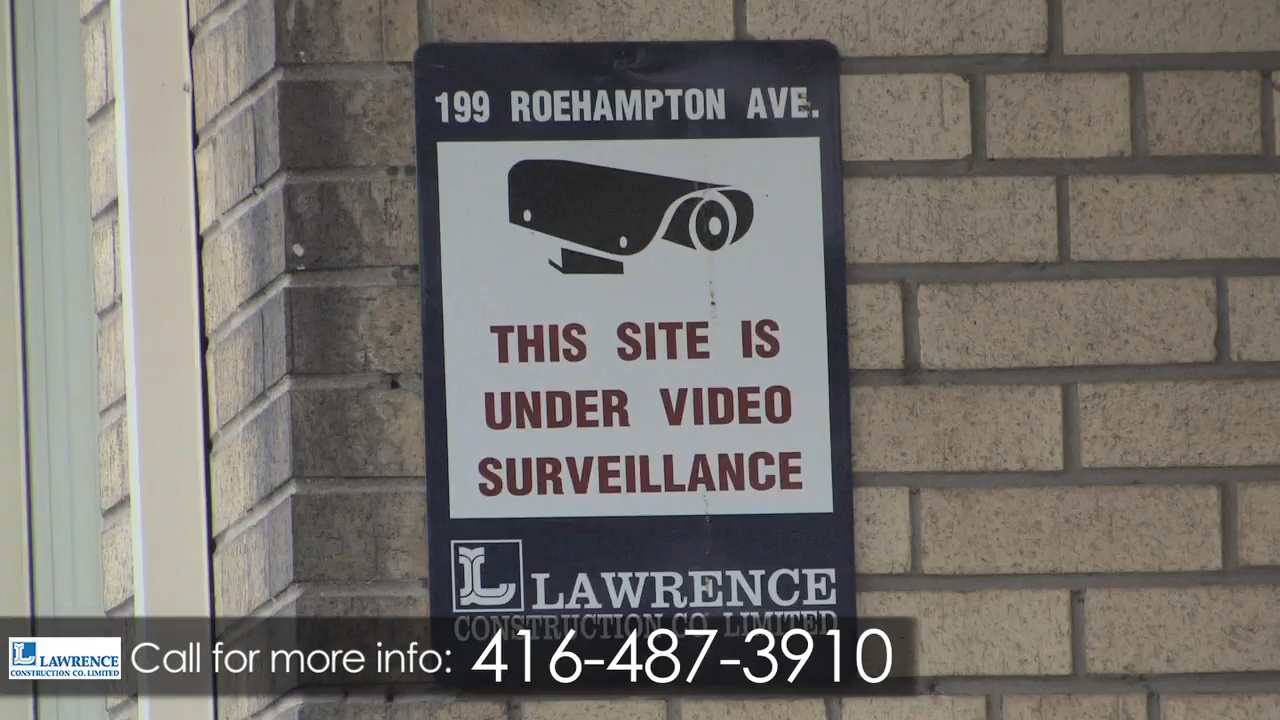 199 ROEHAMPTON AVE.
THIS SITE IS
UNDER VIDEO
SURVEILLANCE
L LAWRENCE
CONSTRUCTION CO. LIMITED
L LAWRENCE
CONSTRUCTION CO. LIMITED
Call for more info: 416-487-3910